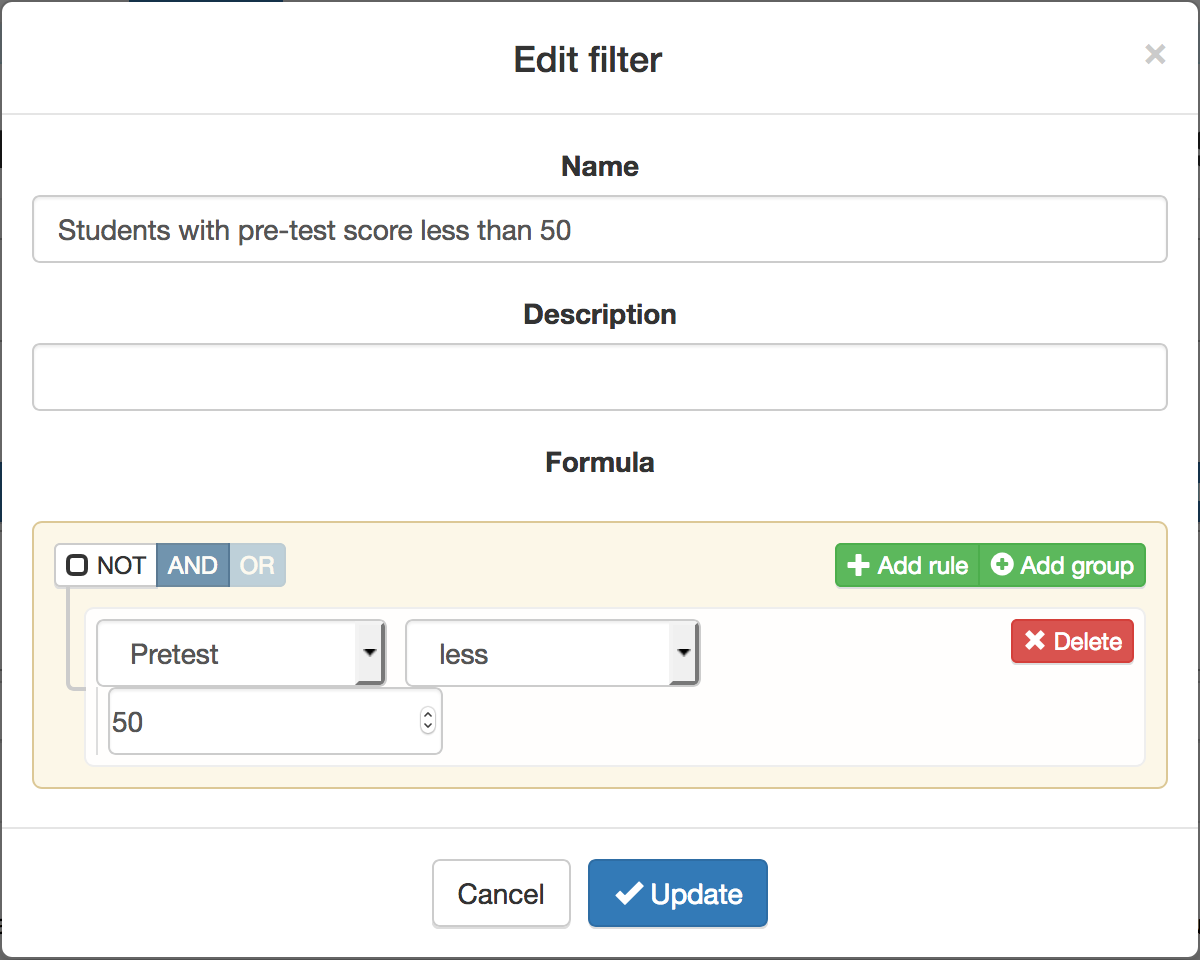 Edit filter ×
Name
Students with pre-test score less than 50
Description
Formula
NOT AND OR Add rule Add group
Pretest less Delete
50
Cancel Update